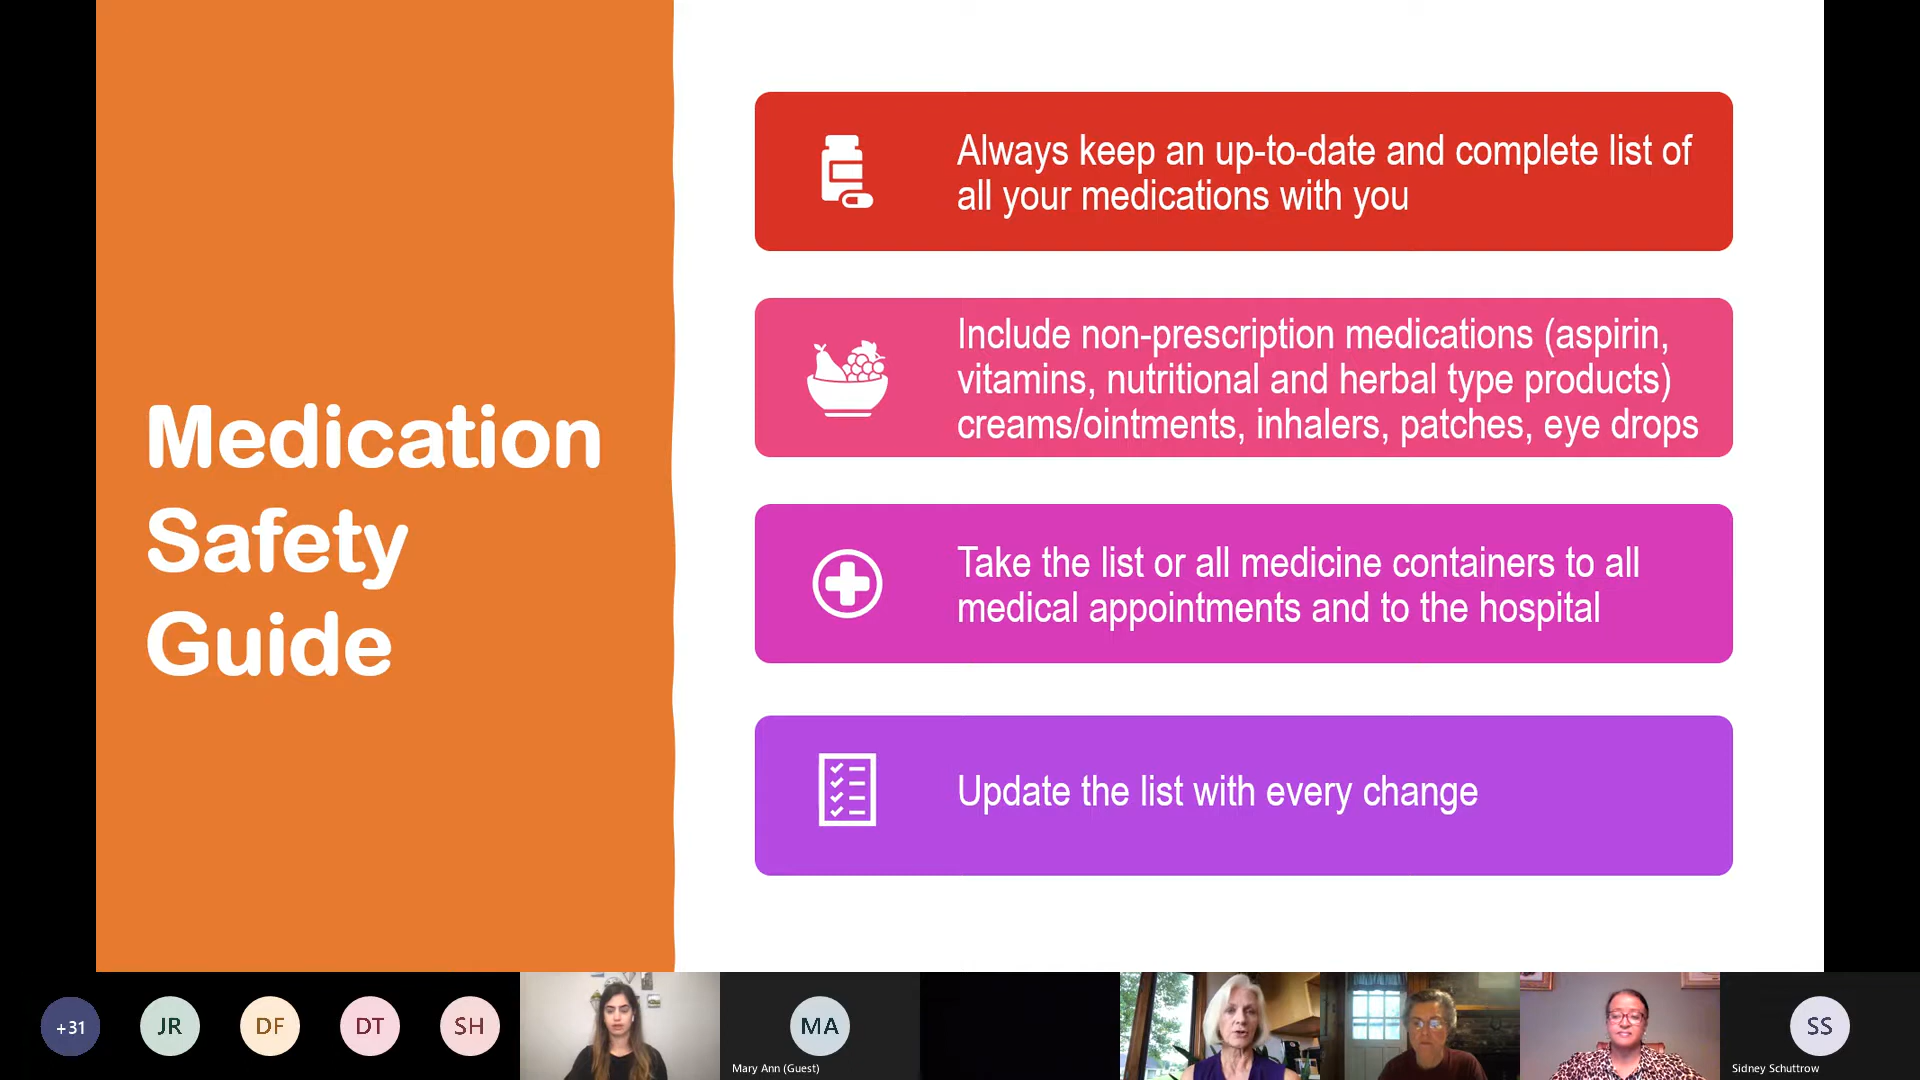 Medication
Safety
Guide
Always keep an up-to-date and complete list of
all your medications with you
Include non-prescription medications (aspirin,
vitamins, nutritional and herbal type products)
creams/ointments, inhalers, patches, eye drops
Take the list or all medicine containers to all
medical appointments and to the hospital
Update the list with every change
+31
JR
DF
DT
SH
MA
Mary Ann (Guest)
SS
Sidney Schuttrow